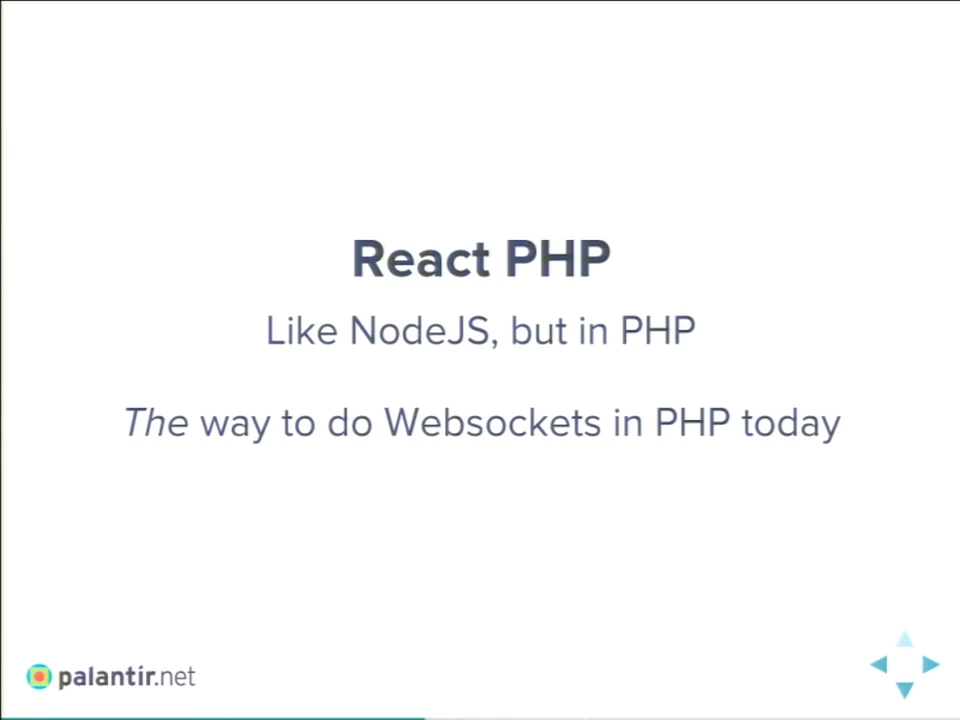 React PHP
Like NodeJS, but in PHP
The way to do Websockets in PHP today
palantir.net